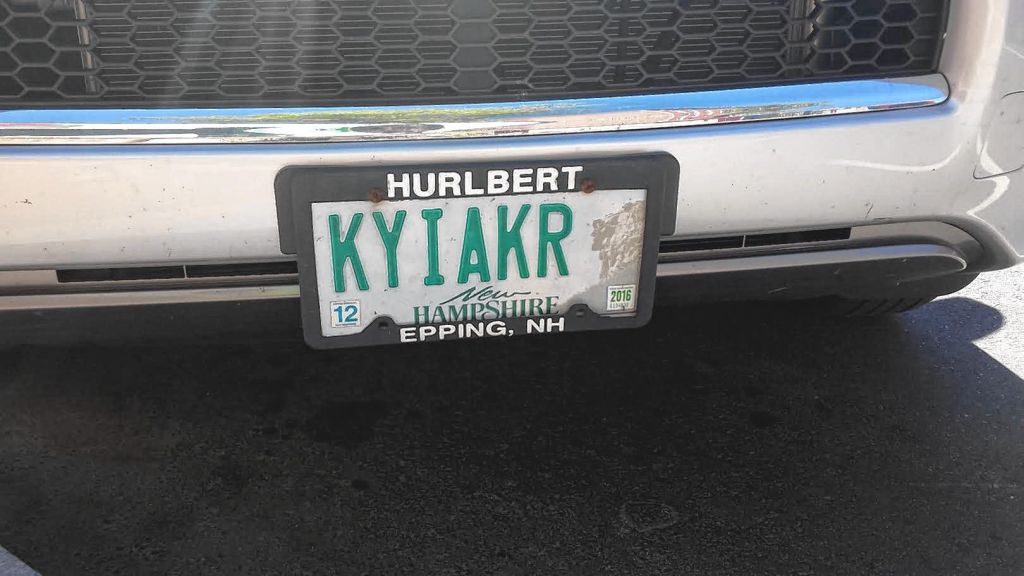 HURLBERT
KYIAKR
12
New
HAMPSHIRE
2016
EPPING, NH